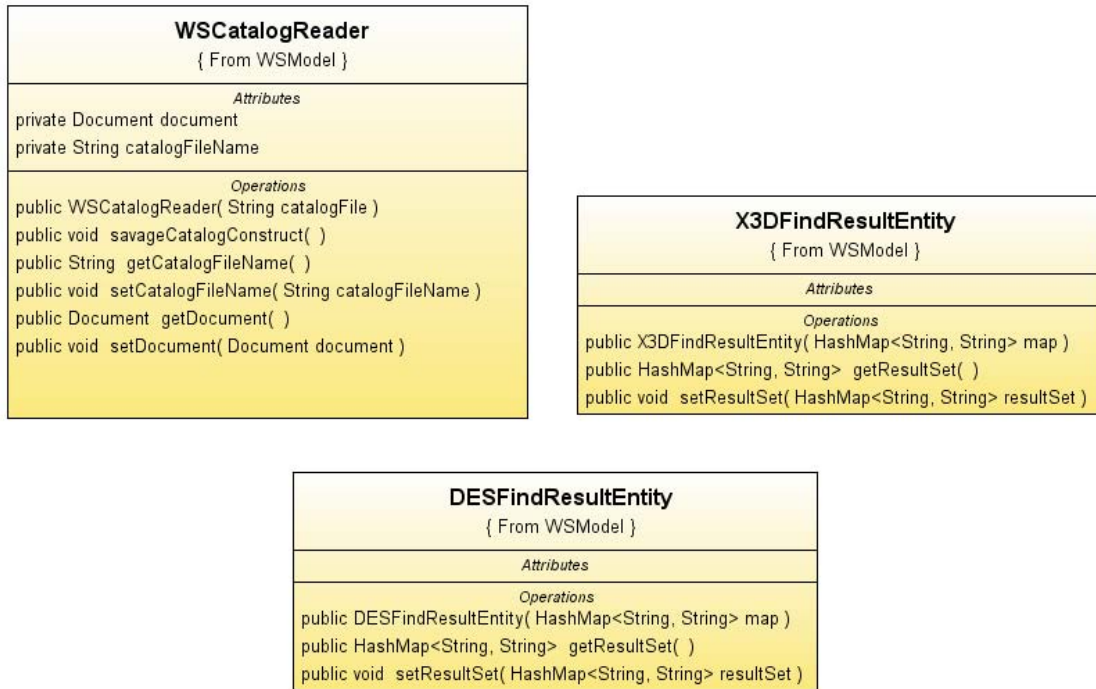 WSCatalogReader
{ From WSModel }
Attributes
private Document document
private String catalogFileName
Operations
public WSCatalogReader( String catalogFile )
public void savageCatalogConstruct( )
public String getCatalogFileName( )
public void setCatalogFileName( String catalogFileName )
public Document getDocument( )
public void setDocument( Document document )
X3DFindResultEntity
{ From WSModel }
Attributes
Operations
public X3DFindResultEntity( HashMap<String, String> map )
public HashMap<String, String> getResultSet( )
public void setResultSet( HashMap<String, String> resultSet )
DESFindResultEntity
{ From WSModel }
Attributes
Operations
public DESFindResultEntity( HashMap<String, String> map )
public HashMap<String, String> getResultSet( )
public void setResultSet( HashMap<String, String> resultSet )